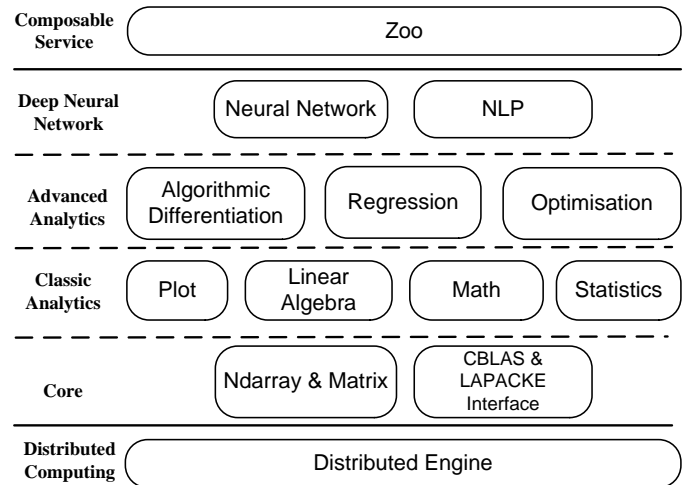 Composable
Service
Zoo
Deep Neural
Network
Neural Network
NLP
Advanced
Analytics
Algorithmic
Differentiation
Regression
Optimisation
Classic
Analytics
Plot
Linear
Algebra
Math
Statistics
Core
Ndarray & Matrix
CBLAS &
LAPACKE
Interface
Distributed
Computing
Distributed Engine